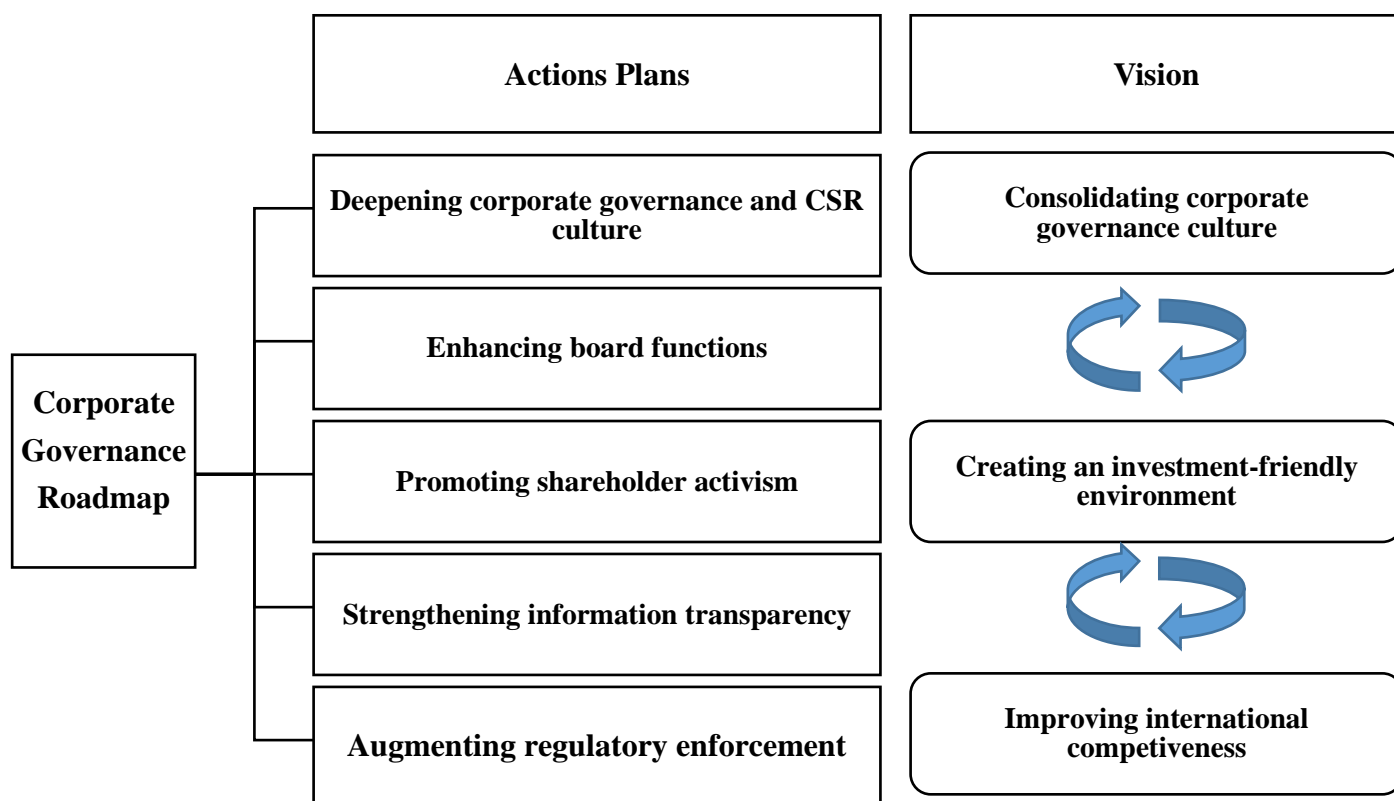 Actions Plans
Vision
Corporate
Governance
Roadmap
Deepening corporate governance and CSR
culture
Enhancing board functions
Promoting shareholder activism
Strengthening information transparency
Augmenting regulatory enforcement
Consolidating corporate
governance culture
Creating an investment-friendly
environment
Improving international
competiveness